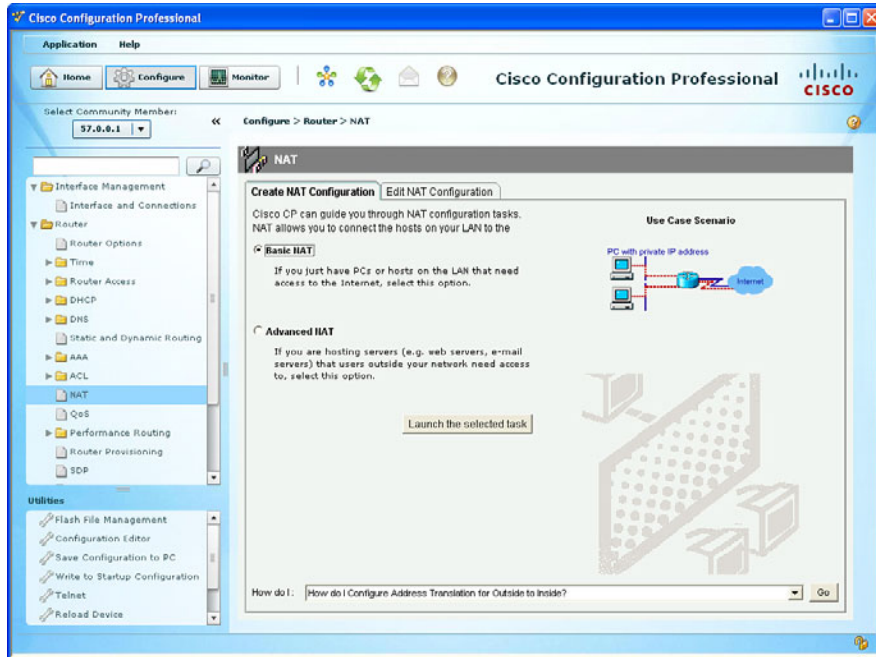 Cisco Configuration Professional
Application Help
Home Configure Monitor
Cisco Configuration Professional
CISCO
Select Community Member:
57.0.0.1
«
Configure > Router > NAT
Interface Management
Interface and Connections
Router
Router Options
Time
Router Access
DHCP
DNS
Static and Dynamic Routing
AAA
ACL
NAT
QoS
Performance Routing
Router Provisioning
SDP
Utilities
Flash File Management
Configuration Editor
Save Configuration to PC
Write to Startup Configuration
Telnet
Reload Device
NAT
Create NAT Configuration Edit NAT Configuration
Cisco CP can guide you through NAT configuration tasks.
NAT allows you to connect the hosts on your LAN to the
Basic NAT
If you just have PCs or hosts on the LAN that need
access to the Internet, select this option.
Advanced NAT
If you are hosting servers (e.g. web servers, e-mail
servers) that users outside your network need access
to, select this option.
Launch the selected task
Use Case Scenario
PC with private IP address
Internet
How do I: How do I Configure Address Translation for Outside to Inside? Go